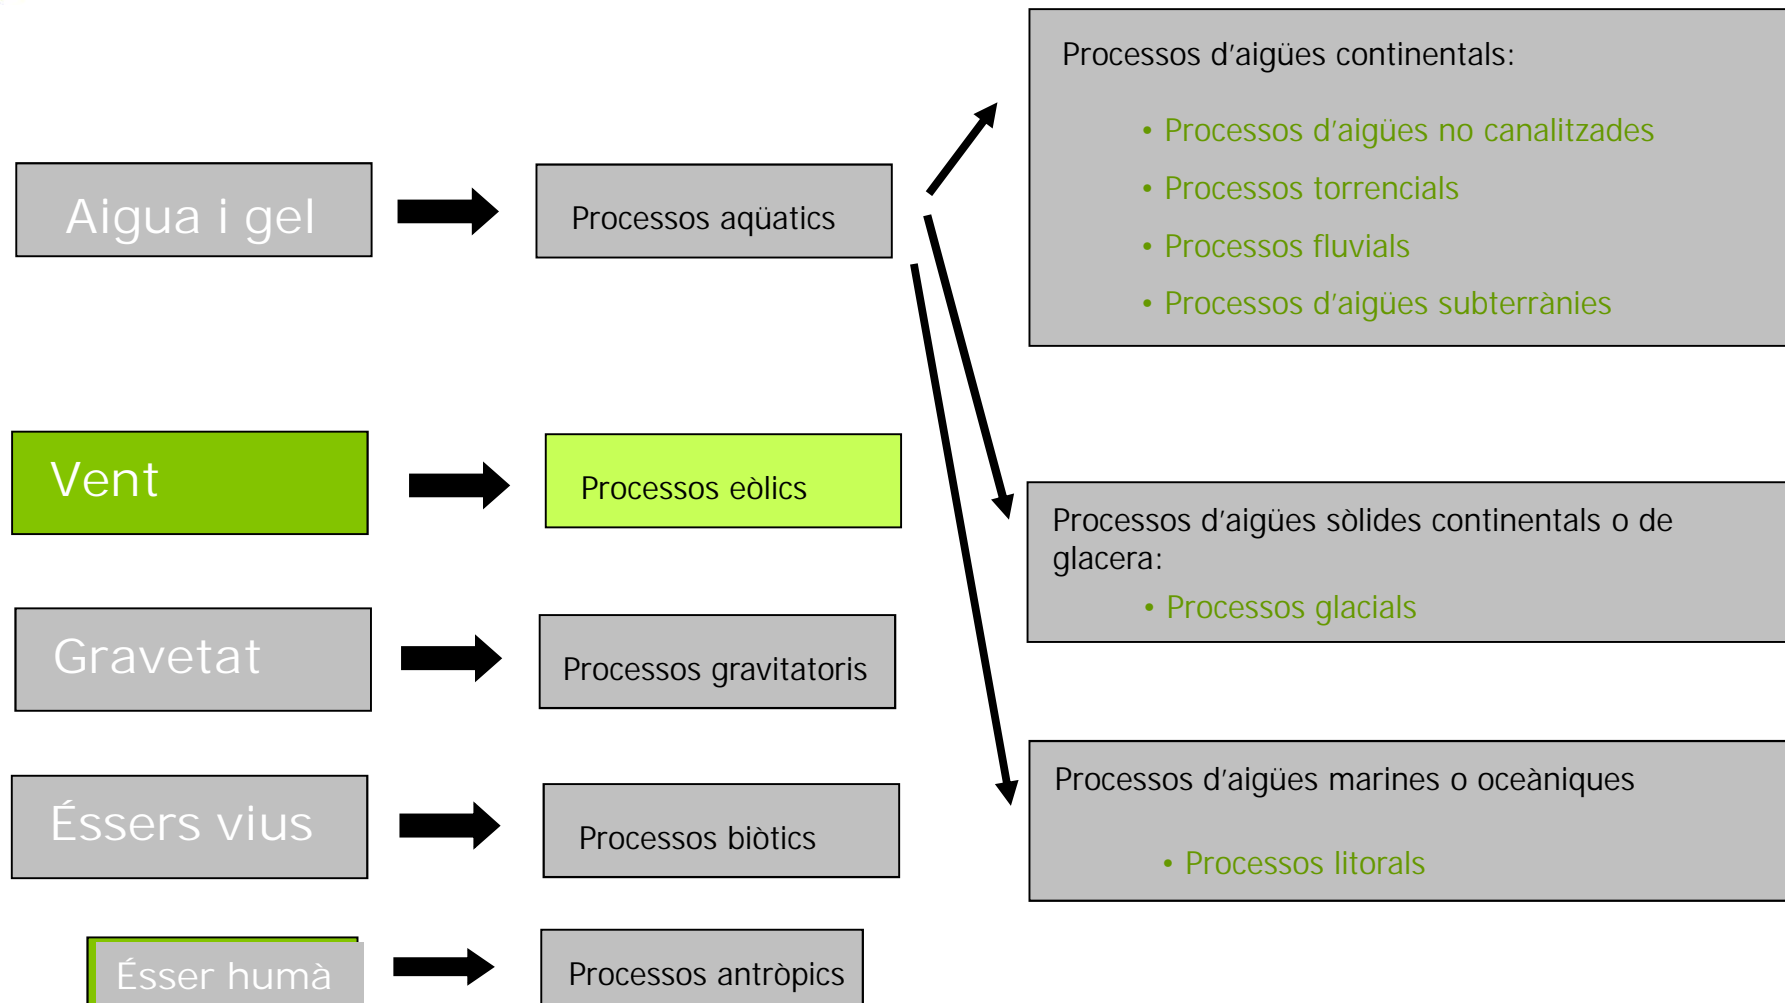 Aigua i gel
Processos aqüatics
Processos d'aigües continentals:
• Processos d'aigües no canalitzades
• Processos torrencials
• Processos fluvials
• Processos d'aigües subterrànies
Processos d'aigües sòlides continentals o de
glacera:
• Processos glacials
Processos d'aigües marines o oceàniques
• Processos litorals
Vent
Processos eòlics
Gravetat
Processos gravitatoris
Éssers vius
Processos biòtics
Ésser humà
Processos antròpics